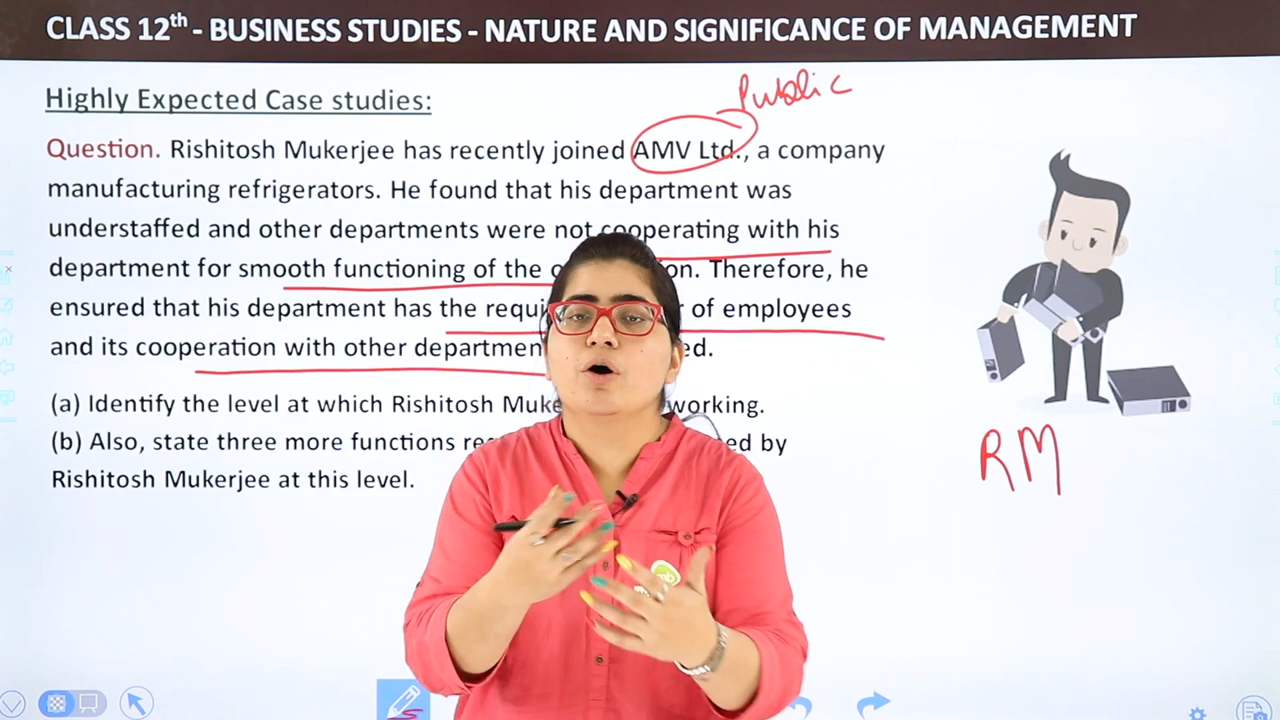 CLASS 12th - BUSINESS STUDIES - NATURE AND SIGNIFICANCE OF MANAGEMENT
Highly Expected Case studies:
Public
Question. Rishitosh Mukerjee has recently joined AMV Ltd., a company
manufacturing refrigerators. He found that his department was
understaffed and other departments were not cooperating with his
department for smooth functioning of the
Therefore, he
ensured that his department has the of employees
and its cooperation with other
(a) Identify the level at which Rishitosh working.
(b) Also, state three more functions by
Rishitosh Mukerjee at this level.
RM